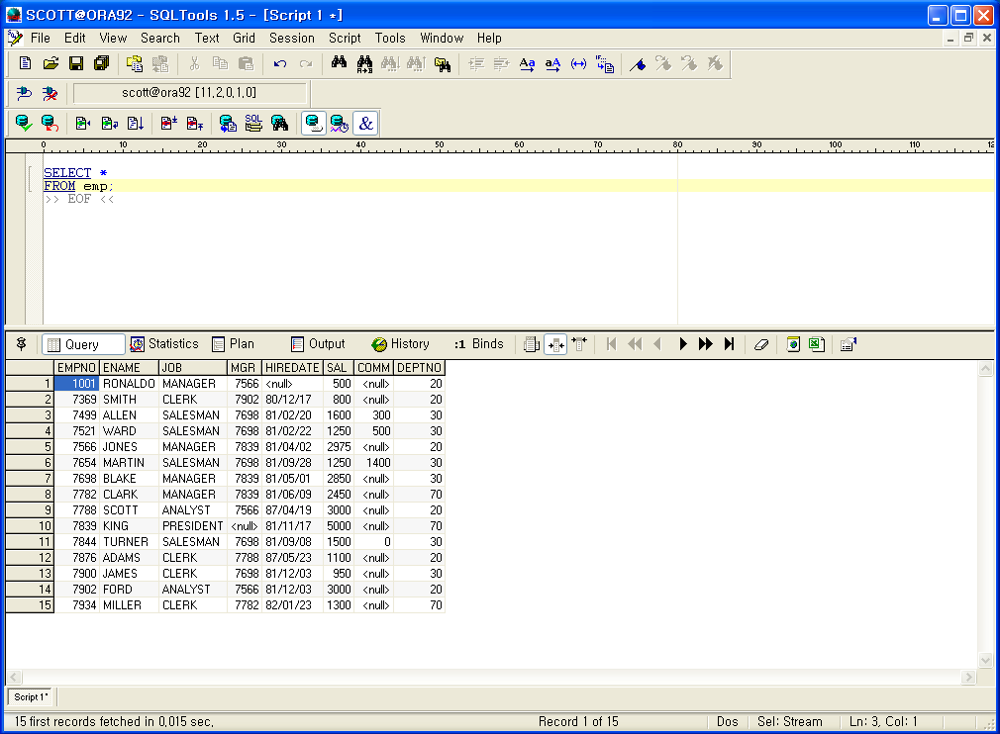 SCOTT@ORA92 - SQLTools 1.5 - [Script 1 *]
File Edit View Search Text Grid Session Script Tools Window Help
scott@ora92 [11,2,0,1,0]
SQL &
0 10 20 30 40 50 60 70 80 90 100 110 12
SELECT *
FROM emp;
>> EOF <<
Query Statistics Plan Output History :1 Binds
EMPNO ENAME JOB MGR HIREDATE SAL COMM DEPTNO
1 1001 RONALDO MANAGER 7566 <null> 500 <null> 20
2 7369 SMITH CLERK 7902 80/12/17 800 <null> 20
3 7499 ALLEN SALESMAN 7698 81/02/20 1600 300 30
4 7521 WARD SALESMAN 7698 81/02/22 1250 500 30
5 7566 JONES MANAGER 7839 81/04/02 2975 <null> 20
6 7654 MARTIN SALESMAN 7698 81/09/28 1250 1400 30
7 7698 BLAKE MANAGER 7839 81/05/01 2850 <null> 30
8 7782 CLARK MANAGER 7839 81/06/09 2450 <null> 70
9 7788 SCOTT ANALYST 7566 87/04/19 3000 <null> 20
10 7839 KING PRESIDENT <null> 81/11/17 5000 <null> 70
11 7844 TURNER SALESMAN 7698 81/09/08 1500 0 30
12 7876 ADAMS CLERK 7788 87/05/23 1100 <null> 20
13 7900 JAMES CLERK 7698 81/12/03 950 <null> 30
14 7902 FORD ANALYST 7566 81/12/03 3000 <null> 20
15 7934 MILLER CLERK 7782 82/01/23 1300 <null> 70
Script 1*
15 first records fetched in 0,015 sec, Record 1 of 15 Dos Sel: Stream Ln: 3, Col: 1